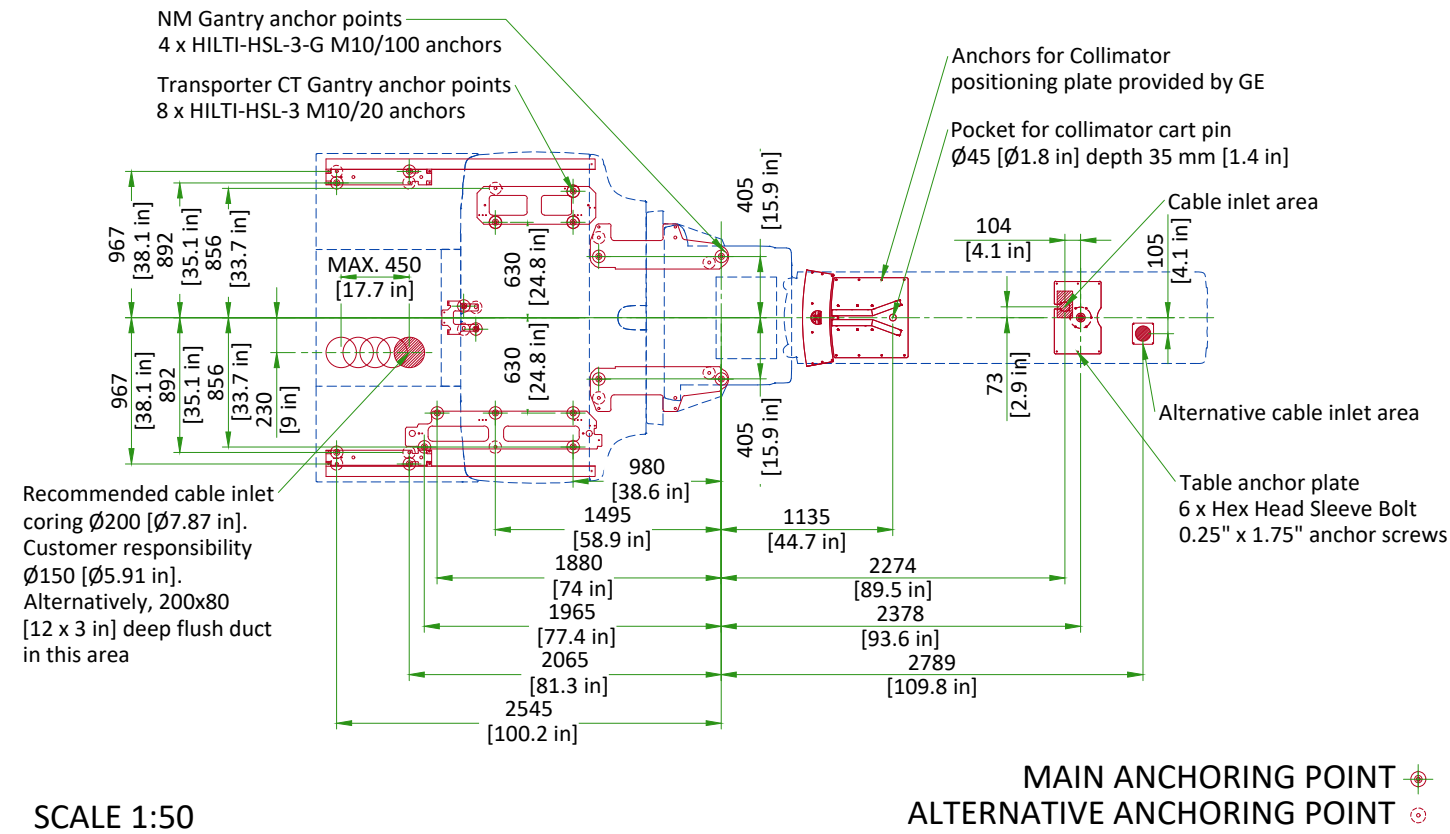 NM Gantry anchor points
4 x HILTI-HSL-3-G M10/100 anchors
Transporter CT Gantry anchor points
8 x HILTI-HSL-3 M10/20 anchors
Anchors for Collimator
positioning plate provided by GE
Pocket for collimator cart pin
Ø45 [Ø1.8 in] depth 35 mm [1.4 in]
Cable inlet area
967
[38.1 in]
892
[35.1 in]
856
[33.7 in]
MAX. 450
[17.7 in]
630
[24.8 in]
405
[15.9 in]
104
[4.1 in]
105
[4.1 in]
967
[38.1 in]
892
[35.1 in]
856
[33.7 in]
230
[9 in]
630
[24.8 in]
405
[15.9 in]
73
[2.9 in]
Alternative cable inlet area
Table anchor plate
6 x Hex Head Sleeve Bolt
0.25" x 1.75" anchor screws
Recommended cable inlet
coring Ø200 [Ø7.87 in].
Customer responsibility
Ø150 [Ø5.91 in].
Alternatively, 200x80
[12 x 3 in] deep flush duct
in this area
980
[38.6 in]
1495
[58.9 in]
1135
[44.7 in]
1880
[74 in]
2274
[89.5 in]
1965
[77.4 in]
2378
[93.6 in]
2065
[81.3 in]
2789
[109.8 in]
2545
[100.2 in]
MAIN ANCHORING POINT
ALTERNATIVE ANCHORING POINT
SCALE 1:50